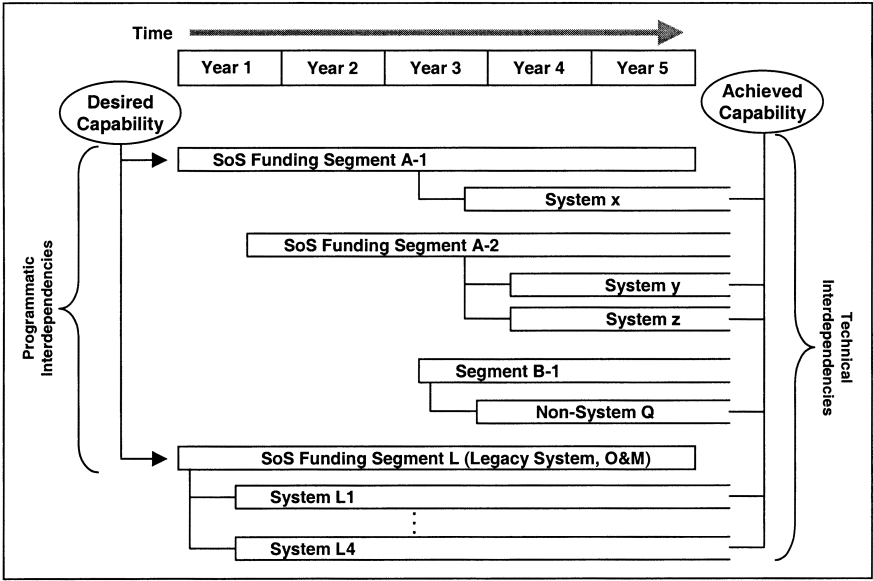 Time
Year 1
Year 2
Year 3
Year 4
Year 5
Desired
Capability
Achieved
Capability
SoS Funding Segment A-1
System x
SoS Funding Segment A-2
System y
System z
Segment B-1
Non-System Q
SoS Funding Segment L (Legacy System, O&M)
System L1
System L4
Programmatic
Interdependencies
Technical
Interdependencies